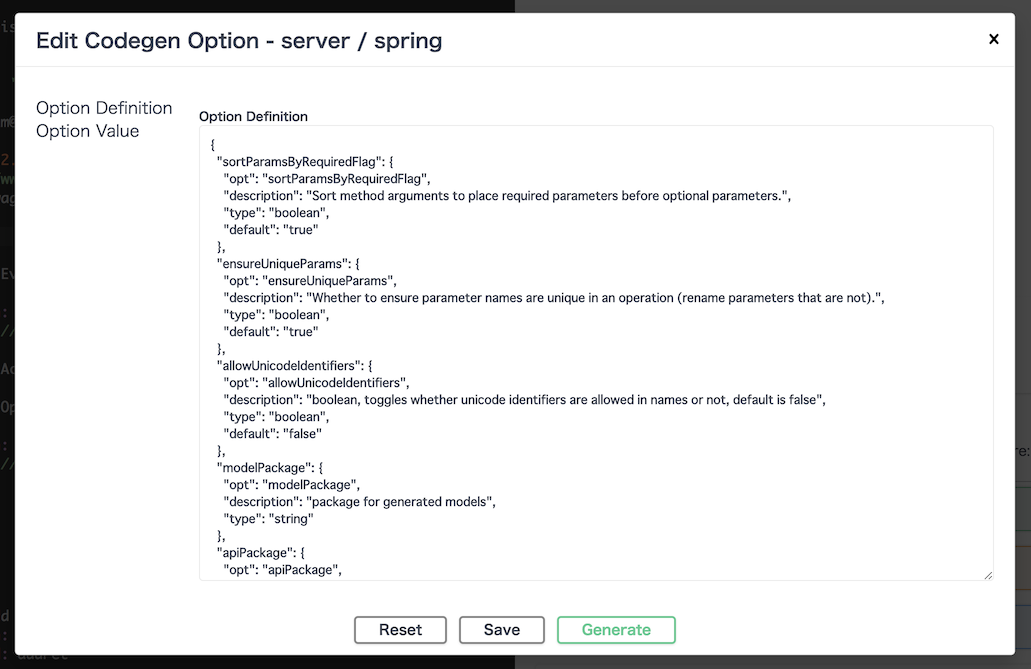 Edit Codegen Option - server / spring
Option Definition
Option Value
Option Definition
{
"sortParamsByRequiredFlag": {
"opt": "sortParamsByRequiredFlag",
"description": "Sort method arguments to place required parameters before optional parameters.",
"type": "boolean",
"default": "true"
},
"ensureUniqueParams": {
"opt": "ensureUniqueParams",
"description": "Whether to ensure parameter names are unique in an operation (rename parameters that are not).",
"type": "boolean",
"default": "true"
},
"allowUnicodeIdentifiers": {
"opt": "allowUnicodeIdentifiers",
"description": "boolean, toggles whether unicode identifiers are allowed in names or not, default is false",
"type": "boolean",
"default": "false"
},
"modelPackage": {
"opt": "modelPackage",
"description": "package for generated models",
"type": "string"
},
"apiPackage": {
"opt": "apiPackage",
Reset
Save
Generate